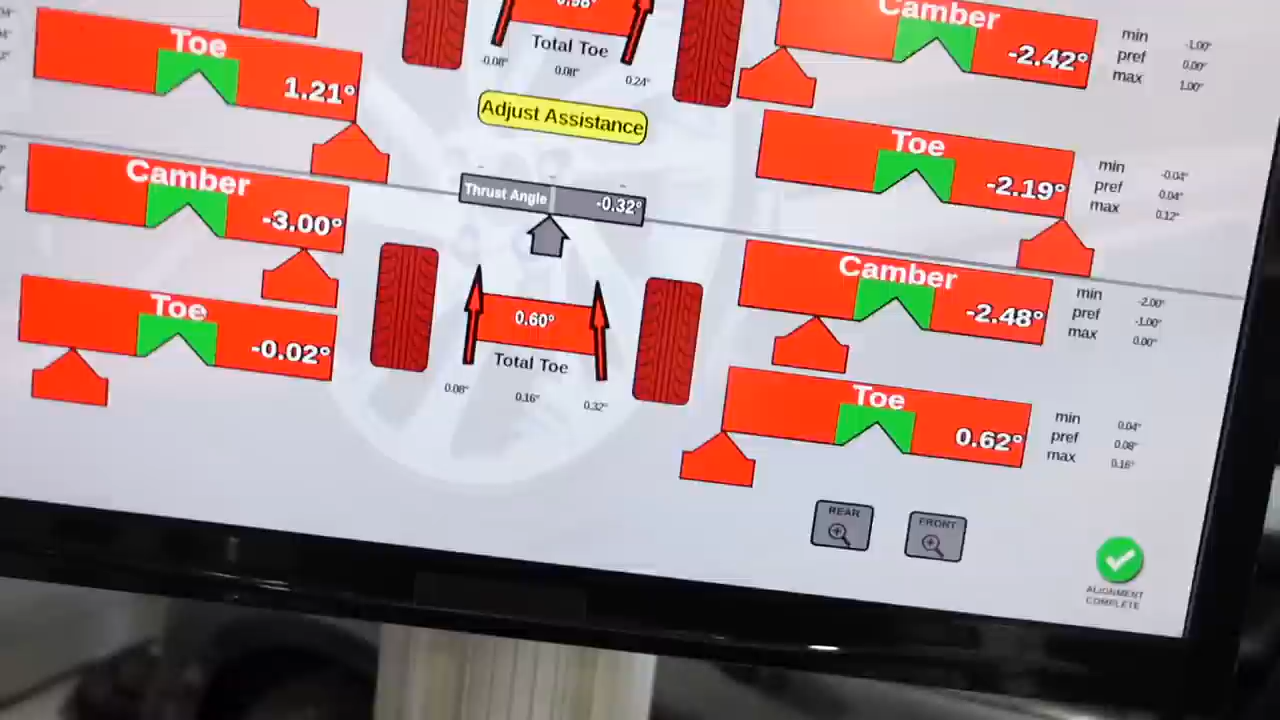 Toe
1.21°
Total Toe
-0.08° 0.08° 0.24°
Adjust Assistance
Camber
-2.42°
min -1.00°
pref 0.00°
max 1.00°
Toe
-2.19°
min -0.04°
pref 0.04°
max 0.12°
Camber
-3.00°
Thrust Angle -0.32°
Toe
-0.02°
0.60°
Total Toe
0.08° 0.16° 0.32°
Camber
-2.48°
min -2.00°
pref -1.00°
max 0.00°
Toe
0.62°
min 0.04°
pref 0.08°
max 0.16°
REAR
FRONT
ALIGNMENT
COMPLETE